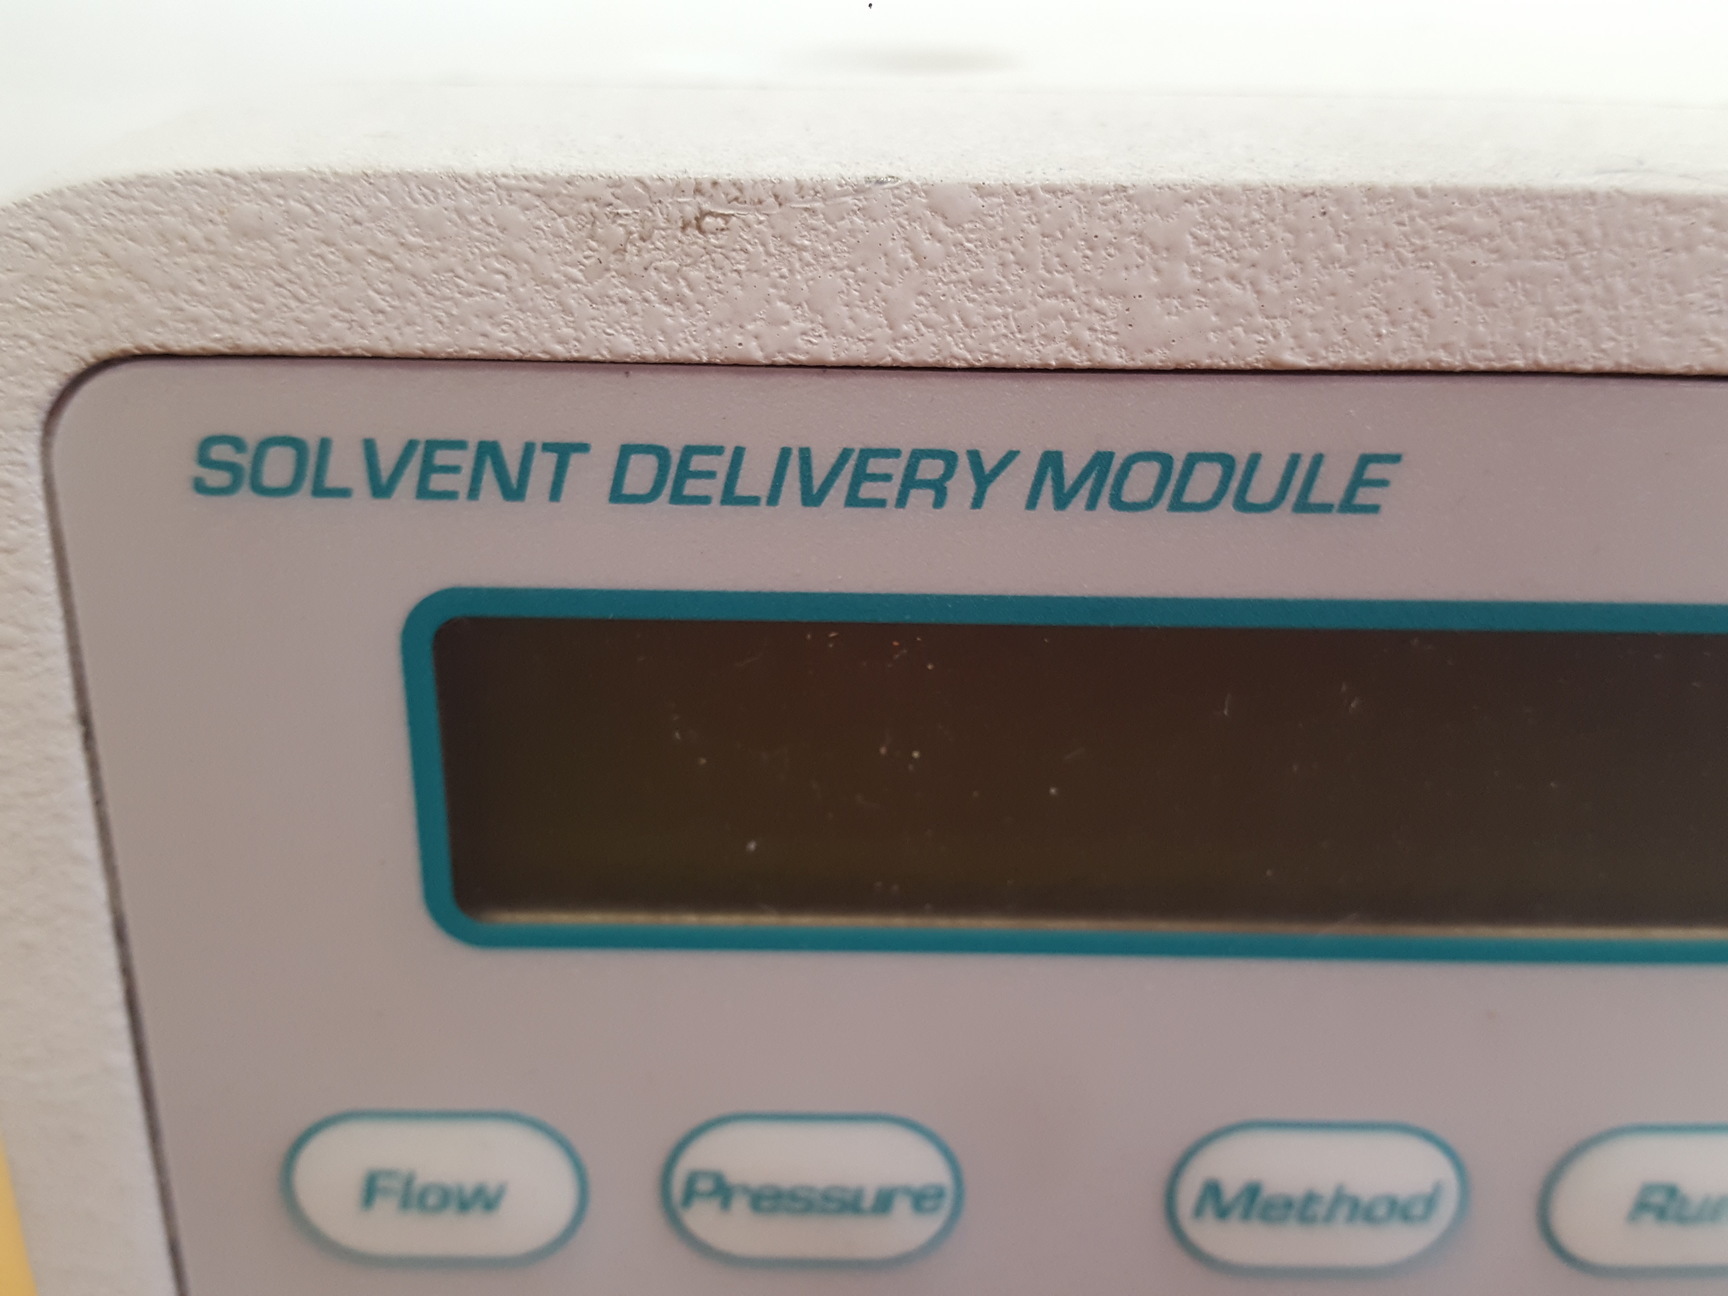 SOLVENT DELIVERY MODULE
Flow Pressure Method